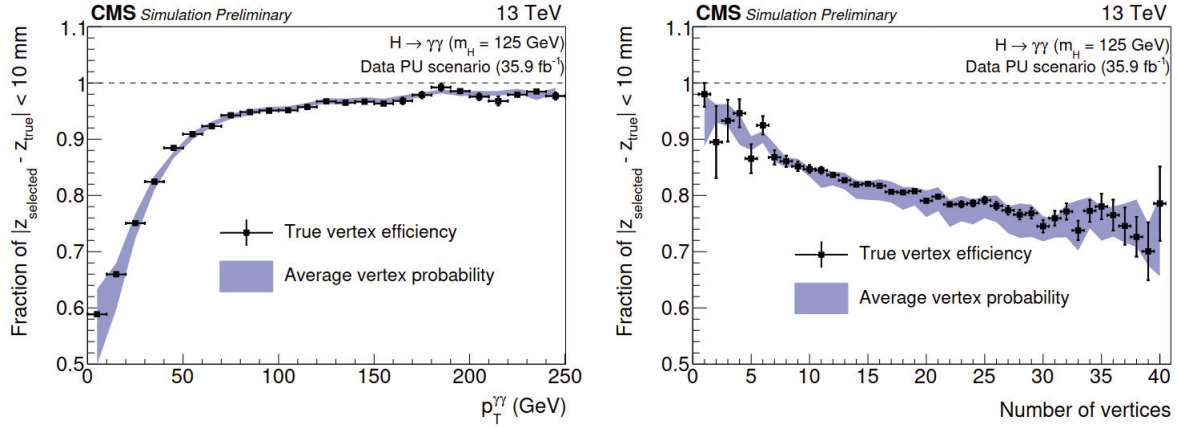 CMS Simulation Preliminary 13 TeV
Fraction of |z_selected - z_true| < 10 mm
1.1
1
0.9
0.8
0.7
0.6
0.5
H → γγ (m_H = 125 GeV)
Data PU scenario (35.9 fb⁻¹)
True vertex efficiency
Average vertex probability
0 50 100 150 200 250
p_T^γγ (GeV)
CMS Simulation Preliminary 13 TeV
Fraction of |z_selected - z_true| < 10 mm
1.1
1
0.9
0.8
0.7
0.6
0.5
H → γγ (m_H = 125 GeV)
Data PU scenario (35.9 fb⁻¹)
True vertex efficiency
Average vertex probability
0 5 10 15 20 25 30 35 40
Number of vertices